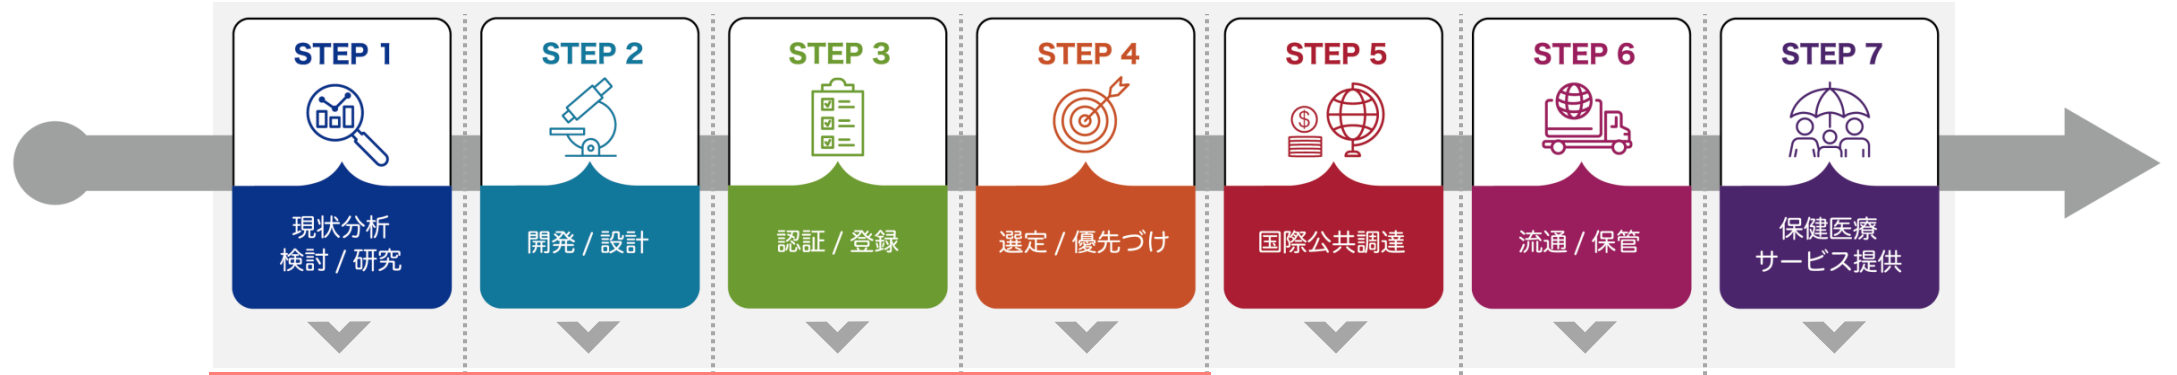 STEP 1
現状分析
検討 / 研究
STEP 2
開発 / 設計
STEP 3
認証 / 登録
STEP 4
選定 / 優先づけ
STEP 5
$
国際公共調達
STEP 6
流通 / 保管
STEP 7
保健医療
サービス提供